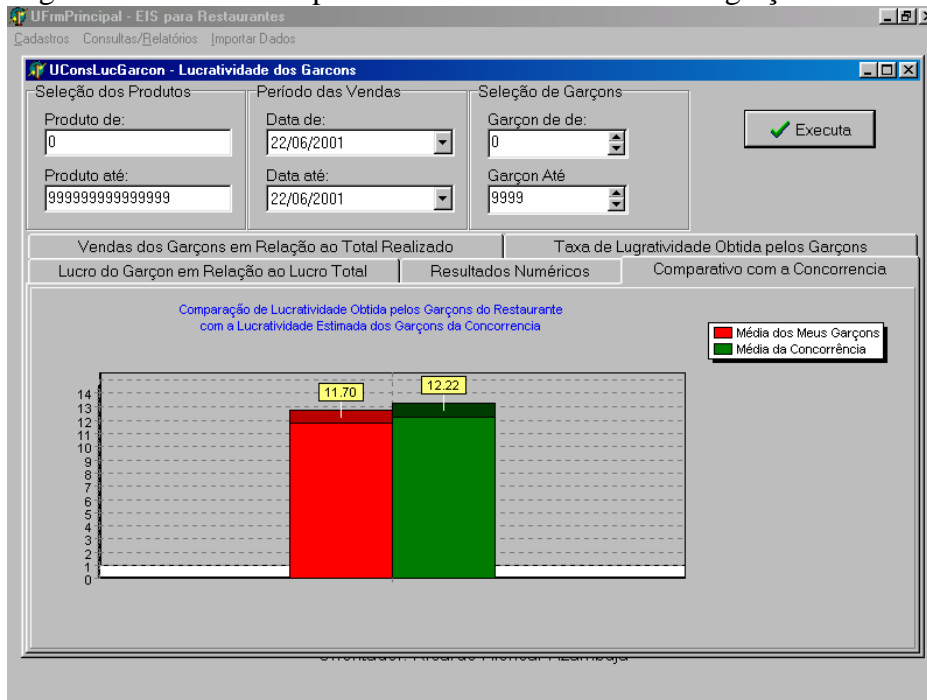 UFrmPrincipal - EIS para Restaurantes
Cadastros Consultas/Relatórios Importar Dados
UConsLucGarcon - Lucratividade dos Garcons
Seleção dos Produtos
Produto de:
0
Produto até:
999999999999999
Período das Vendas
Data de:
22/06/2001
Data até:
22/06/2001
Seleção de Garçons
Garçon de de:
0
Garçon Até
9999
Executa
Vendas dos Garçons em Relação ao Total Realizado
Taxa de Lugratividade Obtida pelos Garçons
Lucro do Garçon em Relação ao Lucro Total
Resultados Numéricos
Comparativo com a Concorrencia
Comparação de Lucratividade Obtida pelos Garçons do Restaurante
com a Lucratividade Estimada dos Garçons da Concorrencia
Média dos Meus Garçons
Média da Concorrência
11.70
12.22
14
13
12
11
10
9
8
7
6
5
4
3
2
1
0